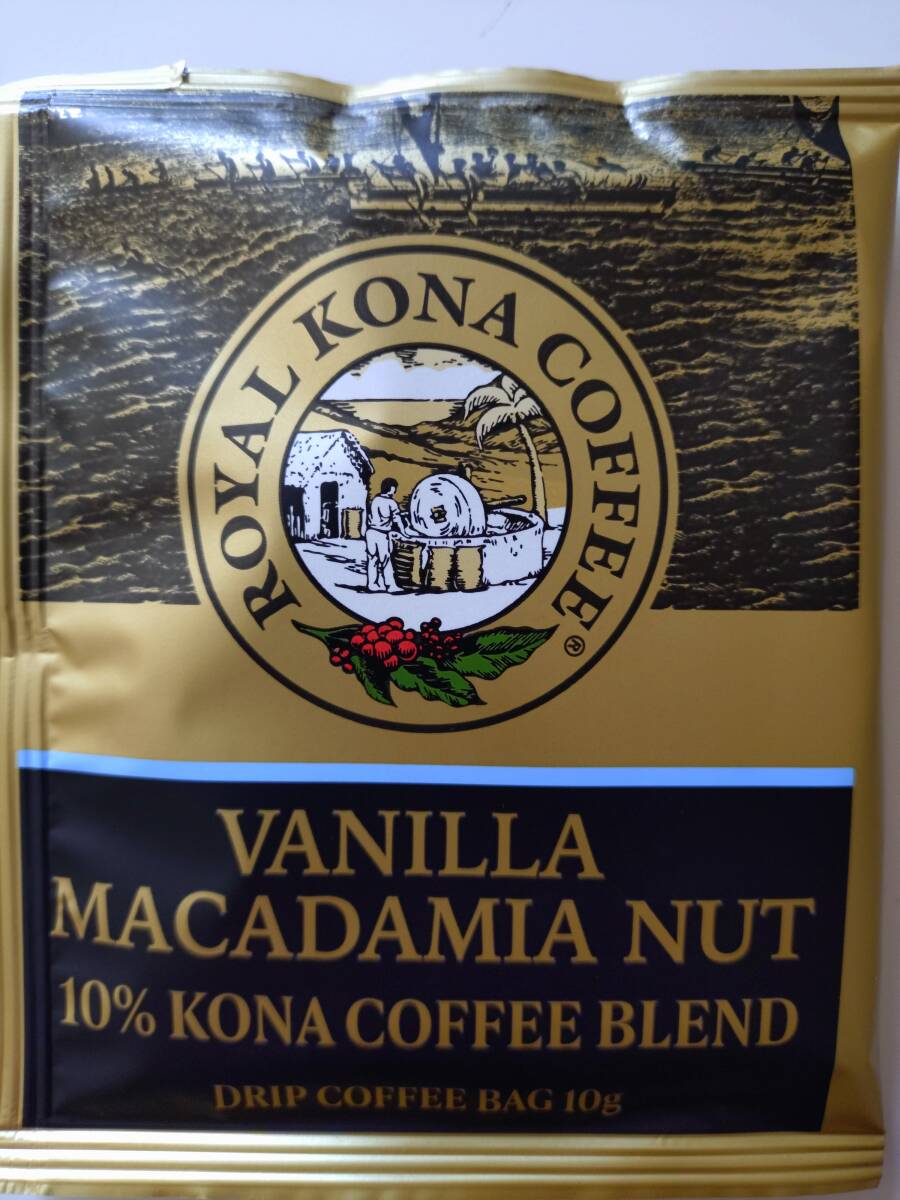 ROYAL KONA COFFEE ®
VANILLA
MACADAMIA NUT
10% KONA COFFEE BLEND
DRIP COFFEE BAG 10g